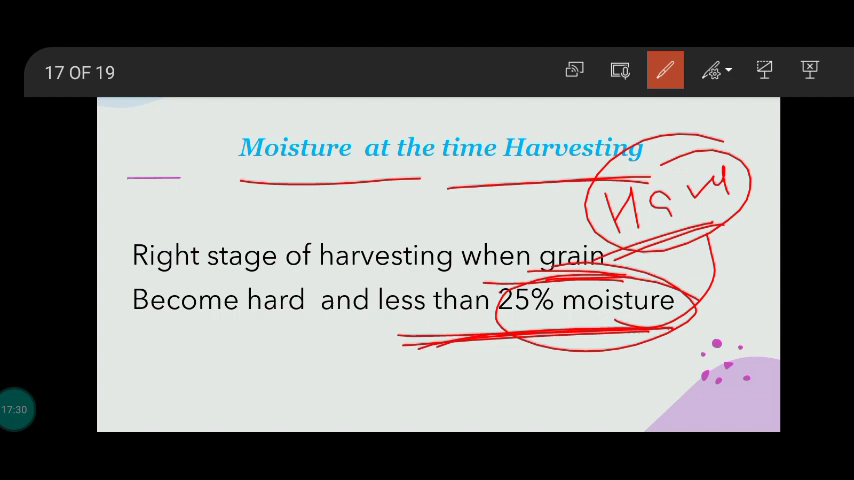 17 OF 19
Moisture at the time Harvesting
Hard
Right stage of harvesting when grain
Become hard and less than 25% moisture
17:30